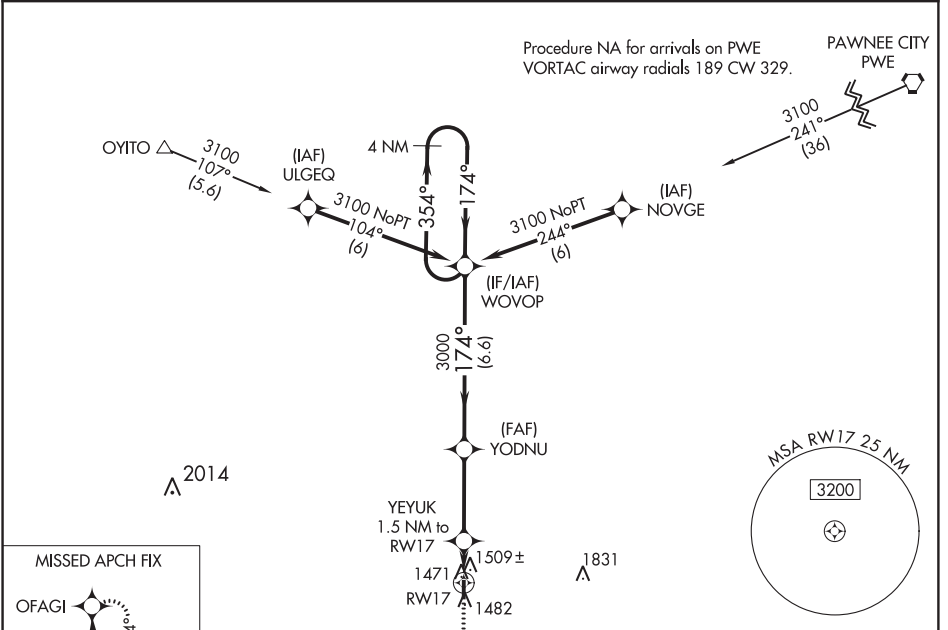 Procedure NA for arrivals on PWE
VORTAC airway radials 189 CW 329.
PAWNEE CITY
PWE
3100
241°
(36)
OYITO
3100
107°
(5.6)
(IAF)
ULGEQ
4 NM
354°
174°
3100 NoPT
104°
(6)
3100 NoPT
244°
(6)
(IAF)
NOVGE
(IF/IAF)
WOVOP
3000
174°
(6.6)
(FAF)
YODNU
2014
MSA RW17 25 NM
3200
YEYUK
1.5 NM to
RW17
1509±
1471
1831
RW17
1482
MISSED APCH FIX
OFAGI